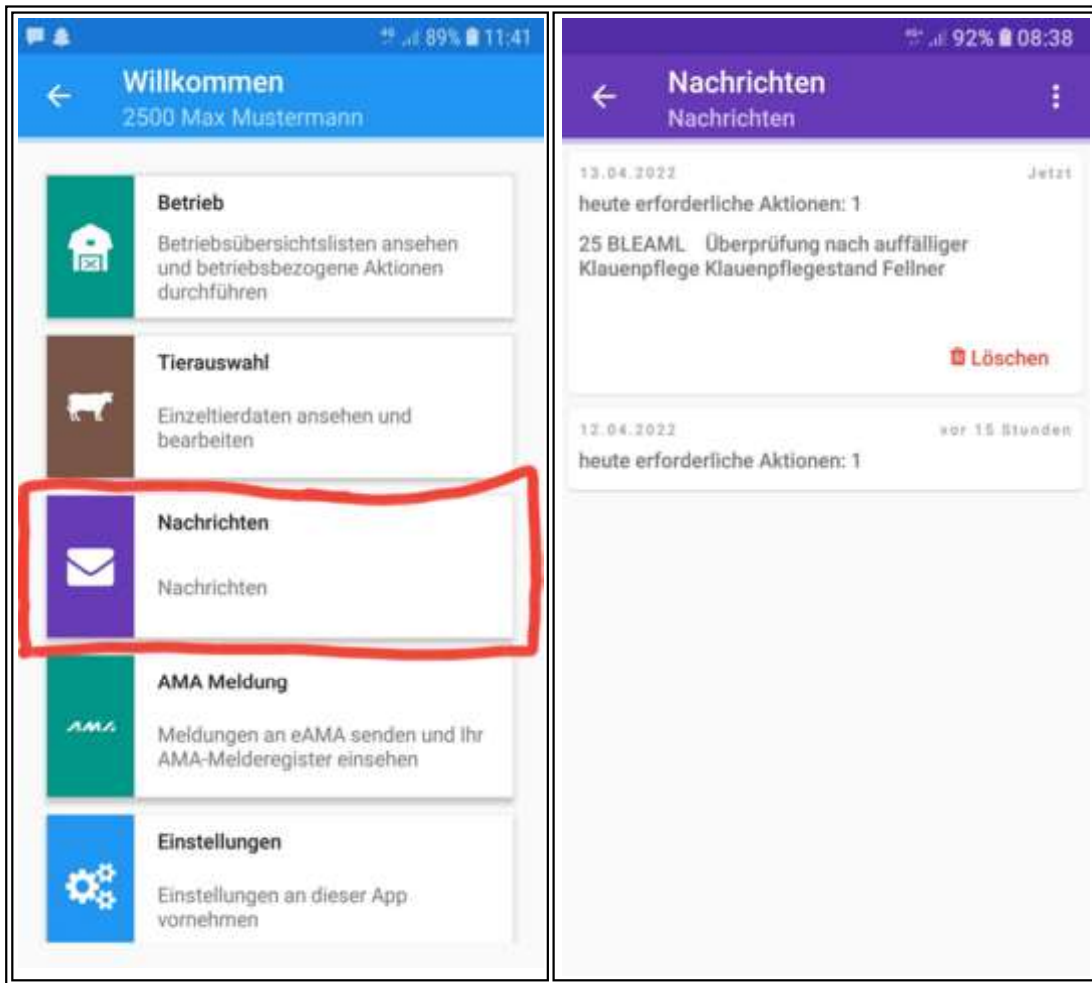 89% 11:41
Willkommen
2500 Max Mustermann
Betrieb
Betriebsübersichtslisten ansehen
und betriebsbezogene Aktionen
durchführen
Tierauswahl
Einzeltierdaten ansehen und
bearbeiten
Nachrichten
Nachrichten
AMA
AMA Meldung
Meldungen an eAMA senden und Ihr
AMA-Melderegister einsehen
Einstellungen
Einstellungen an dieser App
vornehmen
92% 08:38
Nachrichten
Nachrichten
13.04.2022 Jetzt
heute erforderliche Aktionen: 1
25 BLEAML Überprüfung nach auffälliger
Klauenpflege Klauenpflegestand Fellner
Löschen
12.04.2022 vor 15 Stunden
heute erforderliche Aktionen: 1